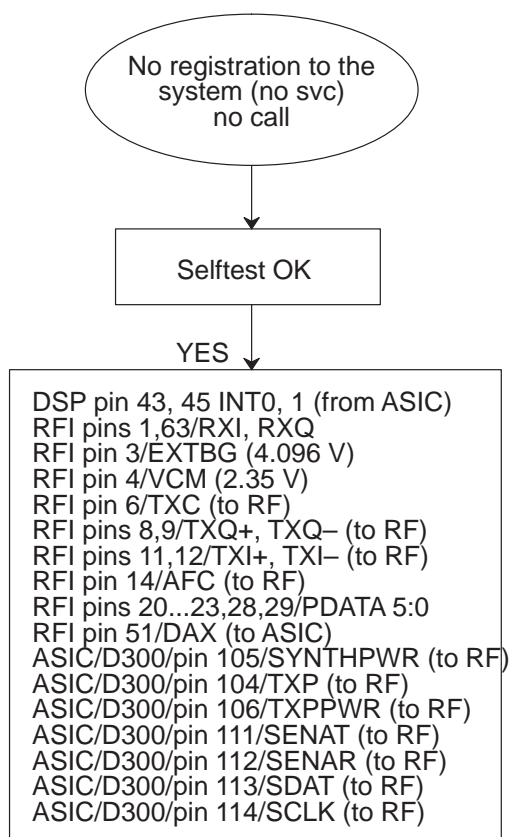 No registration to the
system (no svc)
no call
Selftest OK
YES
DSP pin 43, 45 INT0, 1 (from ASIC)
RFI pins 1,63/RXI, RXQ
RFI pin 3/EXTBG (4.096 V)
RFI pin 4/VCM (2.35 V)
RFI pin 6/TXC (to RF)
RFI pins 8,9/TXQ+, TXQ– (to RF)
RFI pins 11,12/TXI+, TXI– (to RF)
RFI pin 14/AFC (to RF)
RFI pins 20...23,28,29/PDATA 5:0
RFI pin 51/DAX (to ASIC)
ASIC/D300/pin 105/SYNTHPWR (to RF)
ASIC/D300/pin 104/TXP (to RF)
ASIC/D300/pin 106/TXPPWR (to RF)
ASIC/D300/pin 111/SENAT (to RF)
ASIC/D300/pin 112/SENAR (to RF)
ASIC/D300/pin 113/SDAT (to RF)
ASIC/D300/pin 114/SCLK (to RF)